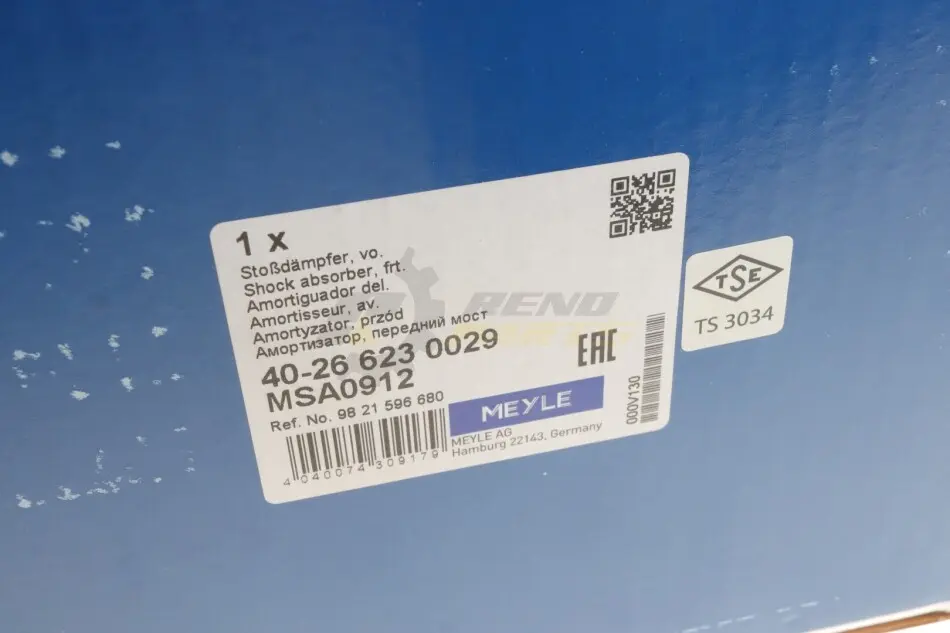 1 x
Stoßdämpfer, vo.
Shock absorber, frt.
Amortiguador del.
Amortisseur, av.
Amortyzator, przód
Амортизатор, передний мост
40-26 623 0029
MSA0912
Ref. No. 98 21 596 680
4 040074 309179
EAC
MEYLE
MEYLE AG
Hamburg 22143, Germany
000V130
TSE
TS 3034
RENO